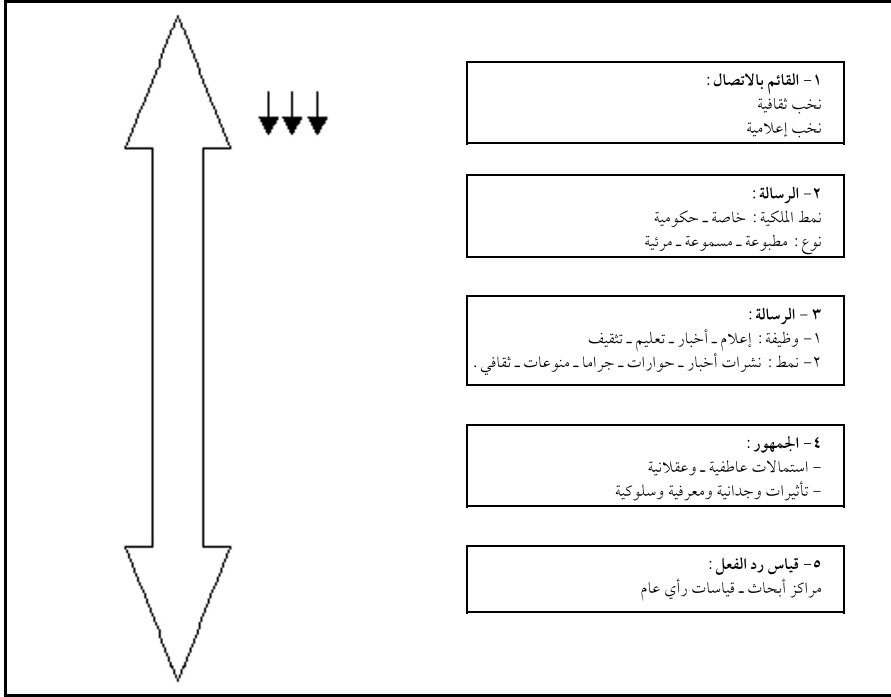 ١- القائم بالاتصال :
نخب ثقافية
نخب إعلامية
٢- الرسالة :
نمط الملكية : خاصة ـ حكومية
نوع : مطبوعة ـ مسموعة ـ مرئية
٣ - الرسالة :
١- وظيفة : إعلام ـ أخبار ـ تعليم ـ تثقيف
٢- نمط : نشرات أخبار ـ حوارات ـ جراما ـ منوعات ـ ثقافي .
٤- الجمهور :
- استمالات عاطفية ـ وعقلانية
- تأثيرات وجدانية ومعرفية وسلوكية
٥- قياس رد الفعل :
مراكز أبحاث ـ قياسات رأي عام